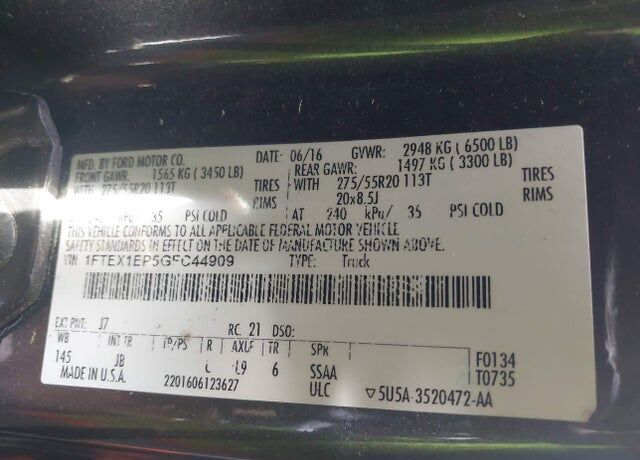 MFD. BY FORD MOTOR CO. DATE: 06/16 GVWR: 2948 KG ( 6500 LB)
FRONT GAWR: 1565 KG ( 3450 LB) REAR GAWR: 1497 KG ( 3300 LB)
WITH 275/55R20 113T TIRES WITH 275/55R20 113T TIRES
RIMS 20x8.5J RIMS
kPa/ 35 PSI COLD AT 240 kPa/ 35 PSI COLD
THIS VEHICLE CONFORMS TO ALL APPLICABLE FEDERAL MOTOR VEHICLE
SAFETY STANDARDS IN EFFECT ON THE DATE OF MANUFACTURE SHOWN ABOVE.
VIN 1FTEX1EP5GFC44909 TYPE: Truck
EXT PNT: J7 RC: 21 DSO:
WB INT TR TP/PS R AXLE TR SPR F0134
145 JB L9 6 SSAA T0735
MADE IN U.S.A. 2201606123627 ULC ▽5U5A-3520472-AA